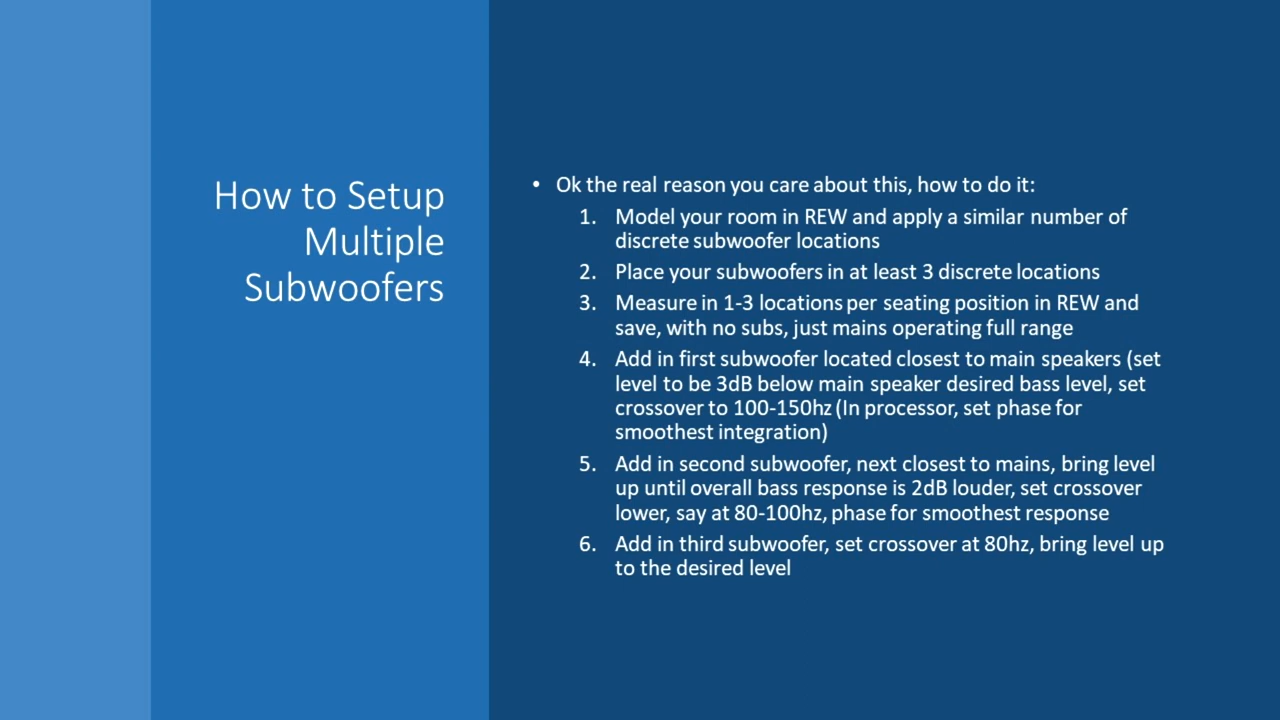 How to Setup
Multiple
Subwoofers
• Ok the real reason you care about this, how to do it:
1. Model your room in REW and apply a similar number of
discrete subwoofer locations
2. Place your subwoofers in at least 3 discrete locations
3. Measure in 1-3 locations per seating position in REW and
save, with no subs, just mains operating full range
4. Add in first subwoofer located closest to main speakers (set
level to be 3dB below main speaker desired bass level, set
crossover to 100-150hz (In processor, set phase for
smoothest integration)
5. Add in second subwoofer, next closest to mains, bring level
up until overall bass response is 2dB louder, set crossover
lower, say at 80-100hz, phase for smoothest response
6. Add in third subwoofer, set crossover at 80hz, bring level up
to the desired level